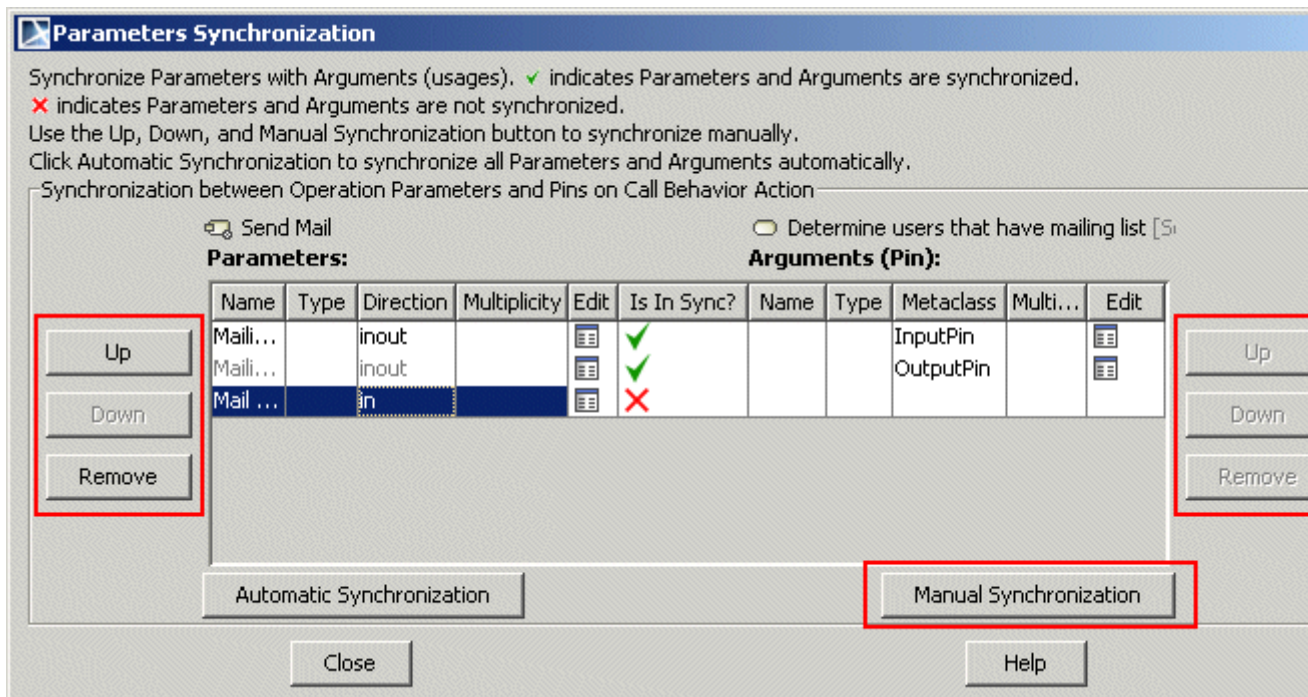 Parameters Synchronization
Synchronize Parameters with Arguments (usages). ✓ indicates Parameters and Arguments are synchronized.
✗ indicates Parameters and Arguments are not synchronized.
Use the Up, Down, and Manual Synchronization button to synchronize manually.
Click Automatic Synchronization to synchronize all Parameters and Arguments automatically.
Synchronization between Operation Parameters and Pins on Call Behavior Action
Send Mail Determine users that have mailing list
Parameters: Arguments (Pin):
Name Type Direction Multiplicity Edit Is In Sync? Name Type Metaclass Multi... Edit
Maili... inout InputPin
Maili... inout OutputPin
Mail ... in
Up
Down
Remove
Up
Down
Remove
Automatic Synchronization Manual Synchronization
Close Help